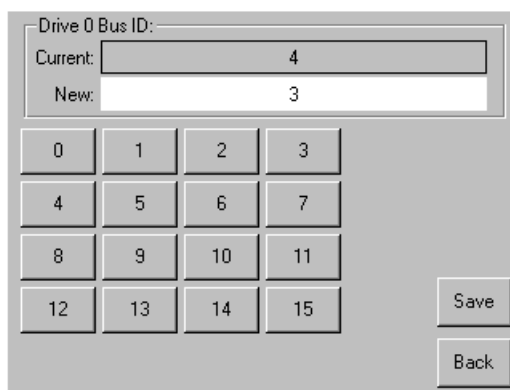 Drive 0 Bus ID:
Current: 4
New: 3
0 1 2 3
4 5 6 7
8 9 10 11
12 13 14 15
Save
Back